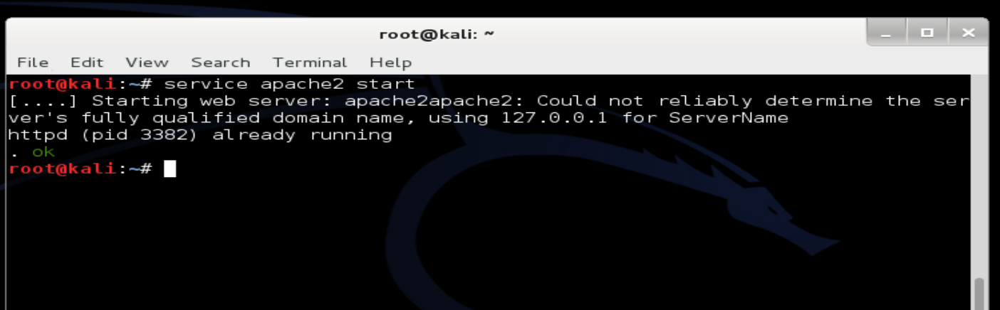 root@kali: ~
File Edit View Search Terminal Help
root@kali:~# service apache2 start
[....] Starting web server: apache2apache2: Could not reliably determine the ser
ver's fully qualified domain name, using 127.0.0.1 for ServerName
httpd (pid 3382) already running
. ok
root@kali:~#